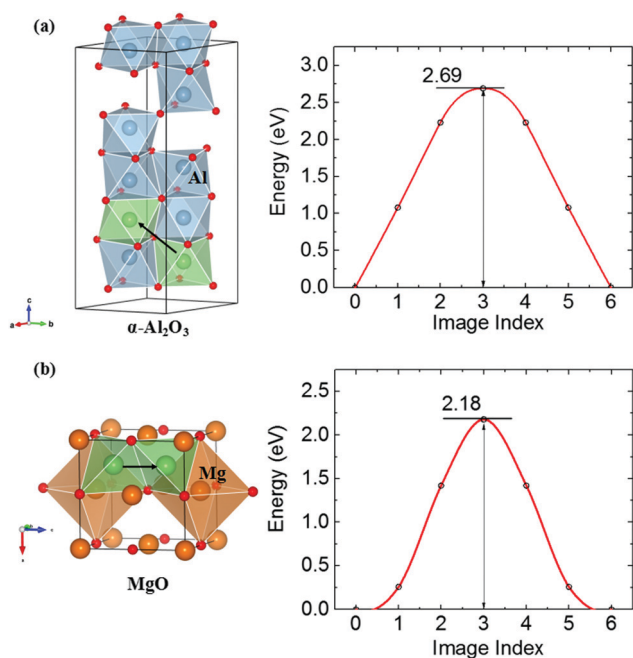 (a)
Al
c
a
b
α-Al₂O₃
2.69
3.0
2.5
2.0
1.5
1.0
0.5
0.0
Energy (eV)
0 1 2 3 4 5 6
Image Index
(b)
Mg
MgO
2.18
2.5
2.0
1.5
1.0
0.5
0.0
Energy (eV)
0 1 2 3 4 5 6
Image Index